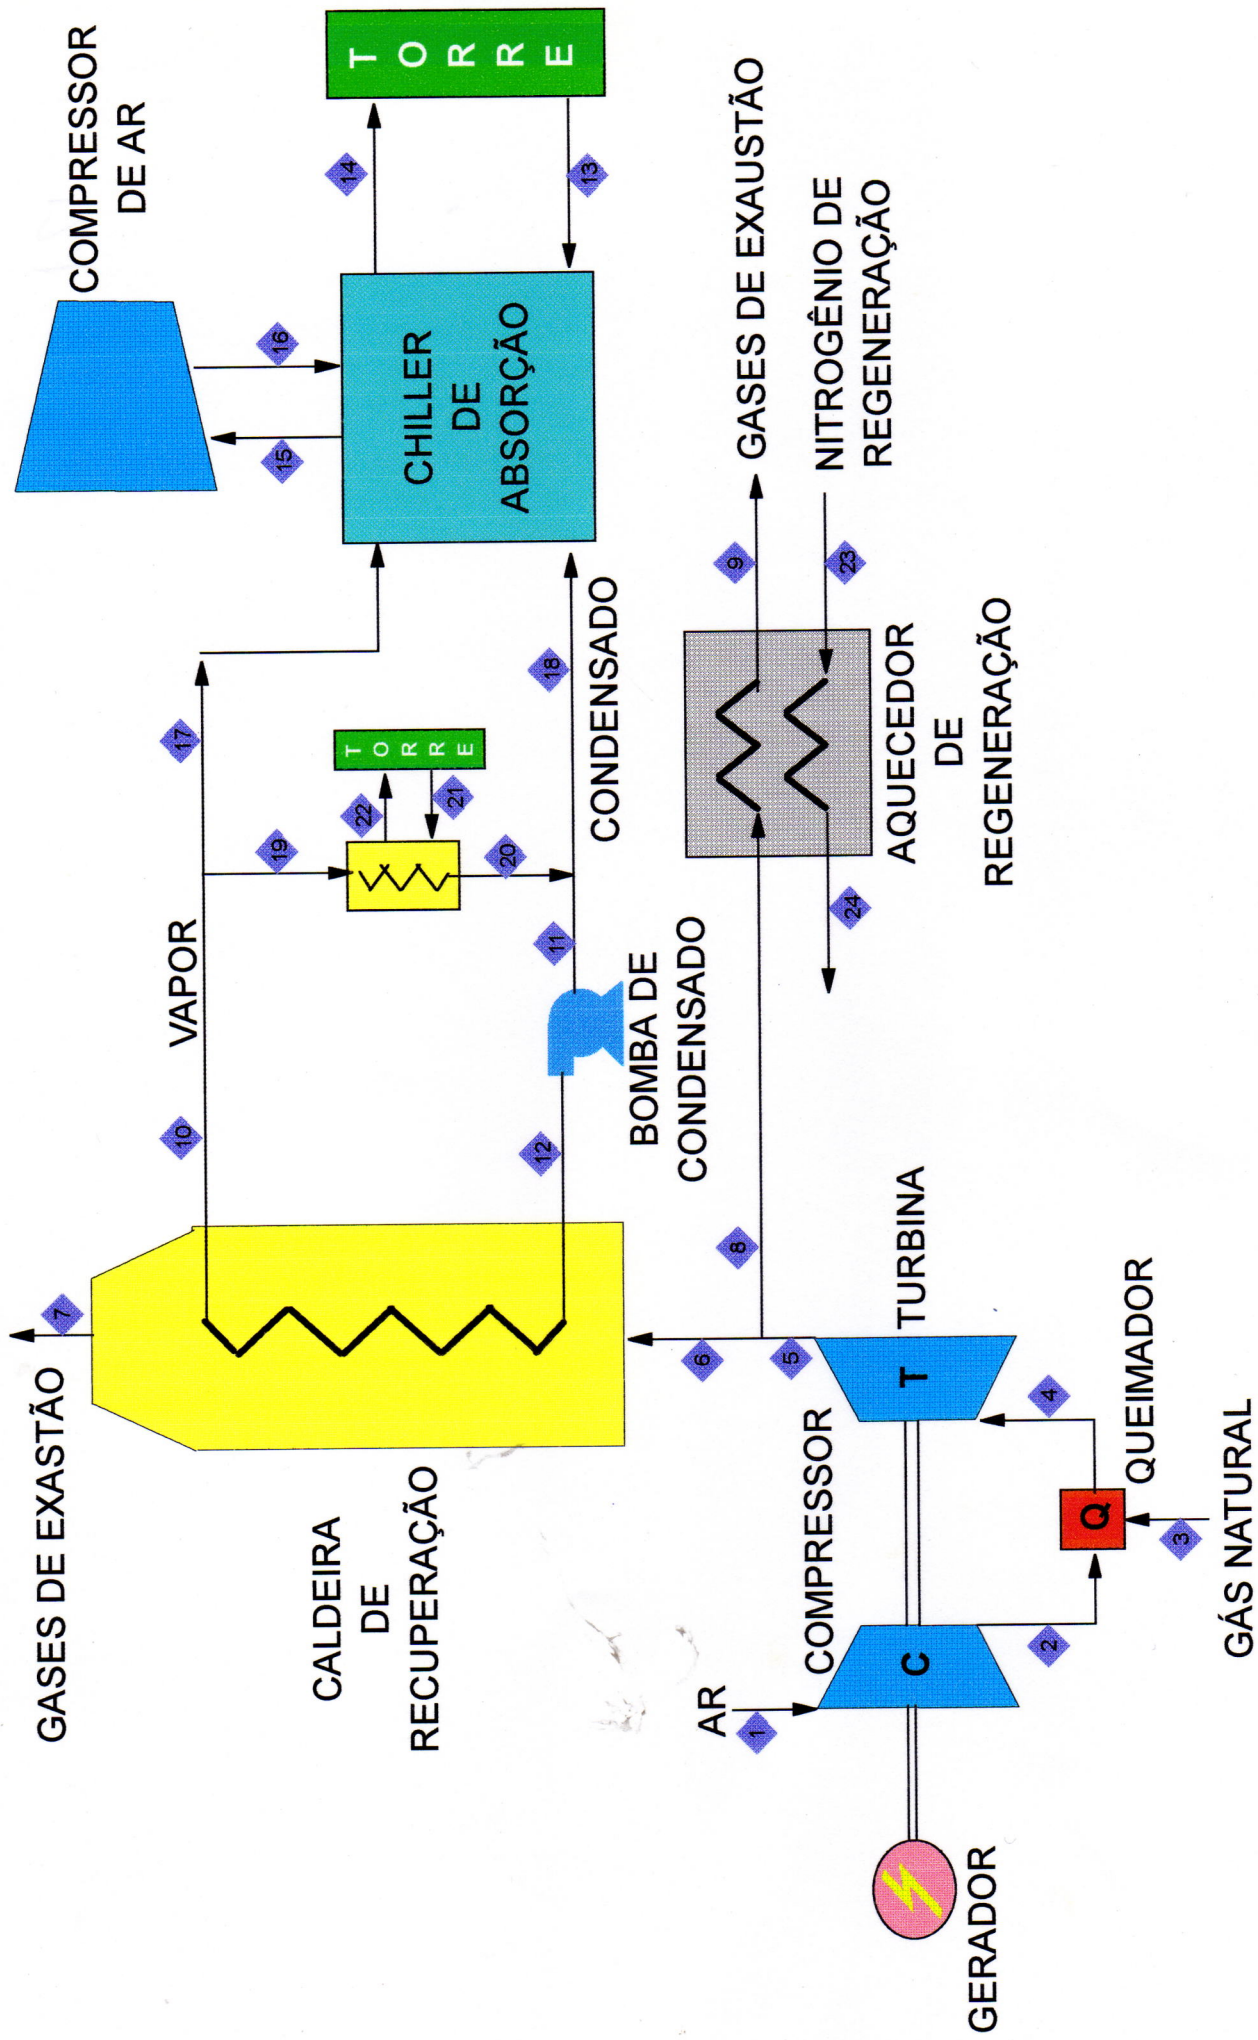 GASES DE EXASTÃO
7
COMPRESSOR
DE AR
VAPOR
10
17
15
16
CALDEIRA
DE
RECUPERAÇÃO
19
22
21
20
TORRE
14
TORRE
13
CHILLER
DE
ABSORÇÃO
12
11
18
CONDENSADO
BOMBA DE
CONDENSADO
AR
1
6
5
8
9
GASES DE EXAUSTÃO
23
NITROGÊNIO DE
REGENERAÇÃO
24
AQUECEDOR
DE
REGENERAÇÃO
COMPRESSOR
TURBINA
C
T
GERADOR
2
4
Q
QUEIMADOR
3
GÁS NATURAL